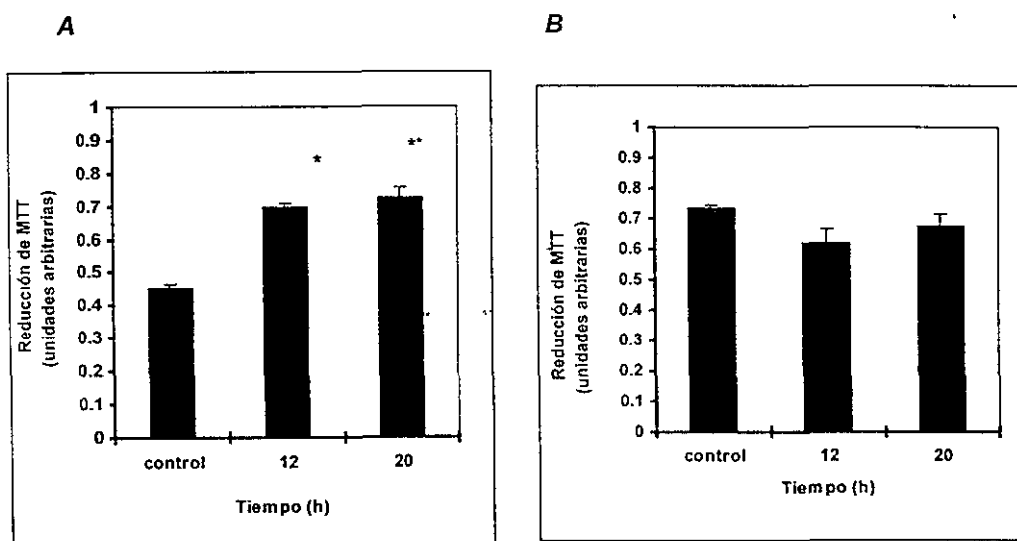 A
Reducción de MTT
(unidades arbitrarias)
1
0.9
0.8
0.7
0.6
0.5
0.4
0.3
0.2
0.1
0
*
**
control 12 20
Tiempo (h)
B
Reducción de MTT
(unidades arbitrarias)
1
0.9
0.8
0.7
0.6
0.5
0.4
0.3
0.2
0.1
0
control 12 20
Tiempo (h)